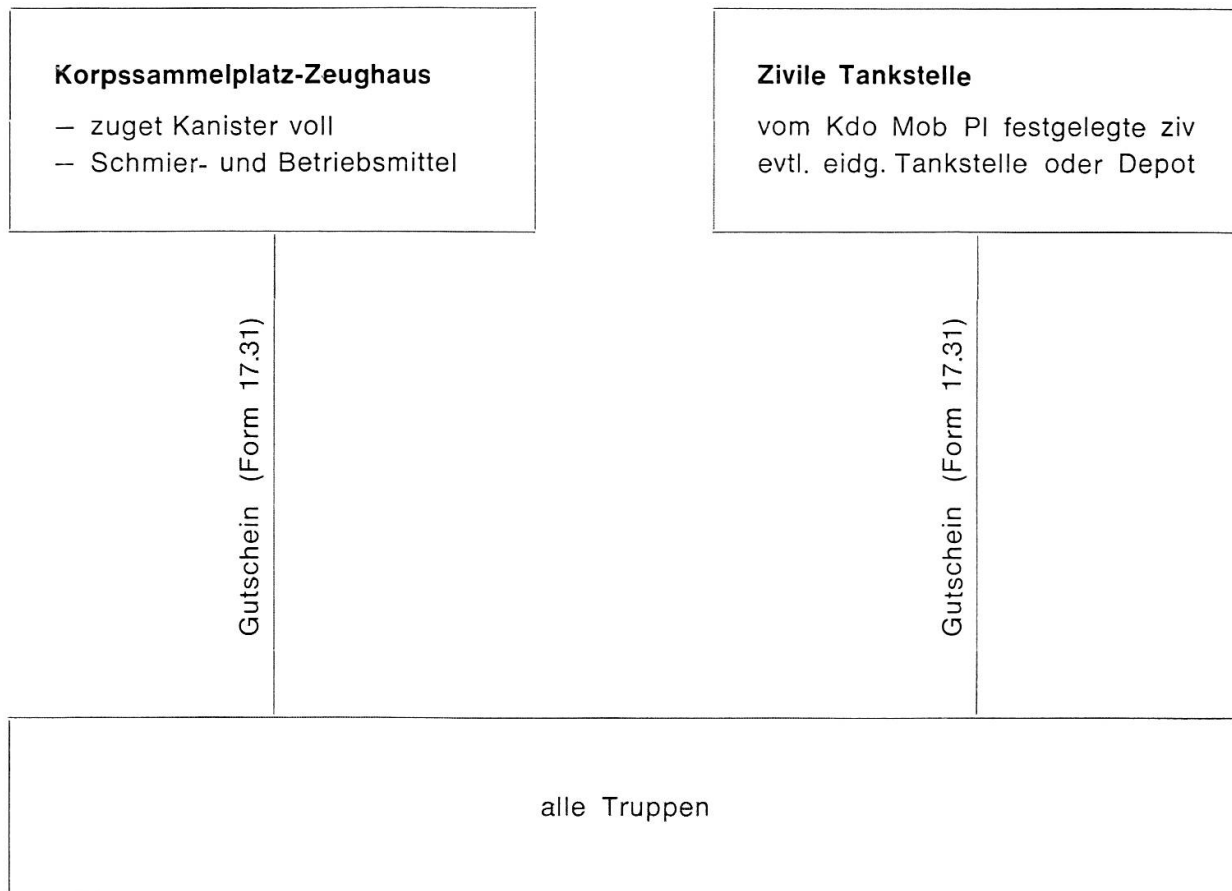 Korpssammelplatz-Zeughaus
– zuget Kanister voll
– Schmier- und Betriebsmittel
Zivile Tankstelle
vom Kdo Mob Pl festgelegte ziv
evtl. eidg. Tankstelle oder Depot
Gutschein (Form 17.31)
Gutschein (Form 17.31)
alle Truppen